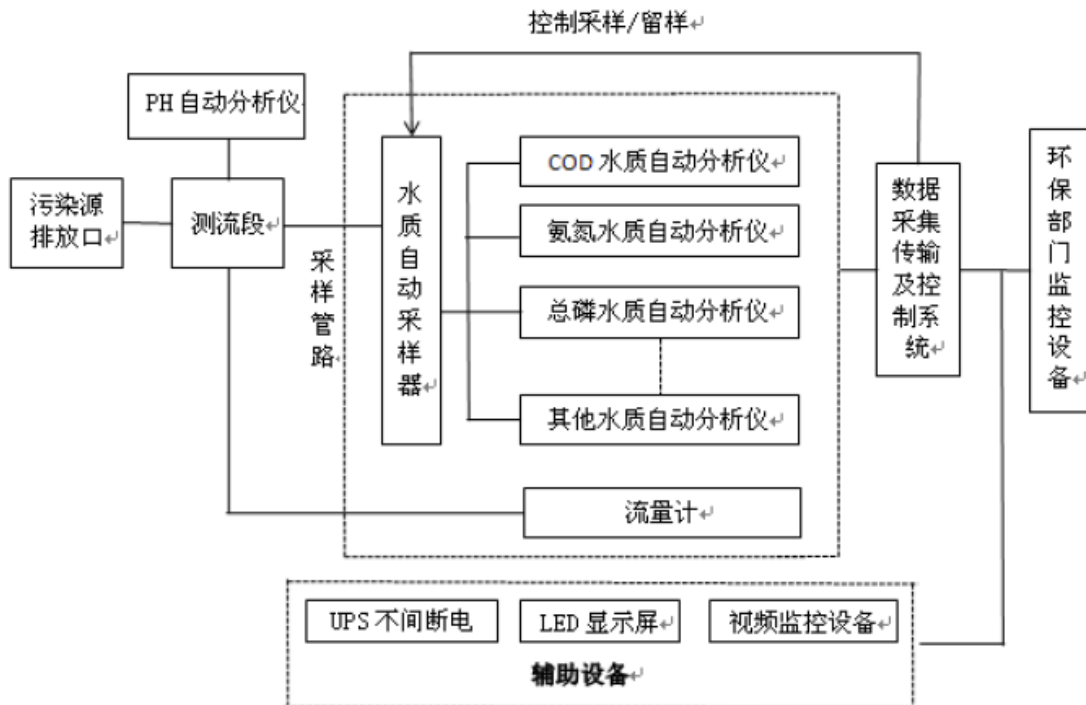 控制采样/留样
PH 自动分析仪
污染源
排放口
测流段
采样管路
水质自动采样器
COD 水质自动分析仪
氨氮水质自动分析仪
总磷水质自动分析仪
其他水质自动分析仪
流量计
数据
采集
传输
及控
制系
统
环保部门监控设备
UPS 不间断电
LED 显示屏
视频监控设备
辅助设备